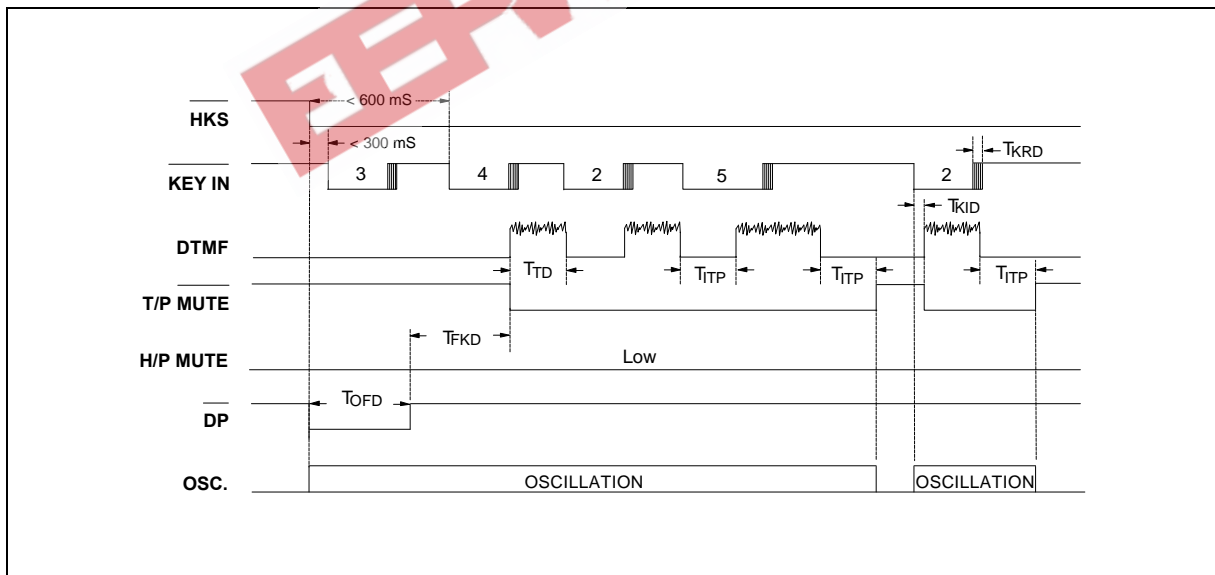 HKS
< 600 mS
< 300 mS
KEY IN
3
4
2
5
2
TKRD
TKID
DTMF
TTD
TITP
TITP
TITP
T/P MUTE
TFKD
H/P MUTE
Low
TOFD
DP
OSC.
OSCILLATION
OSCILLATION